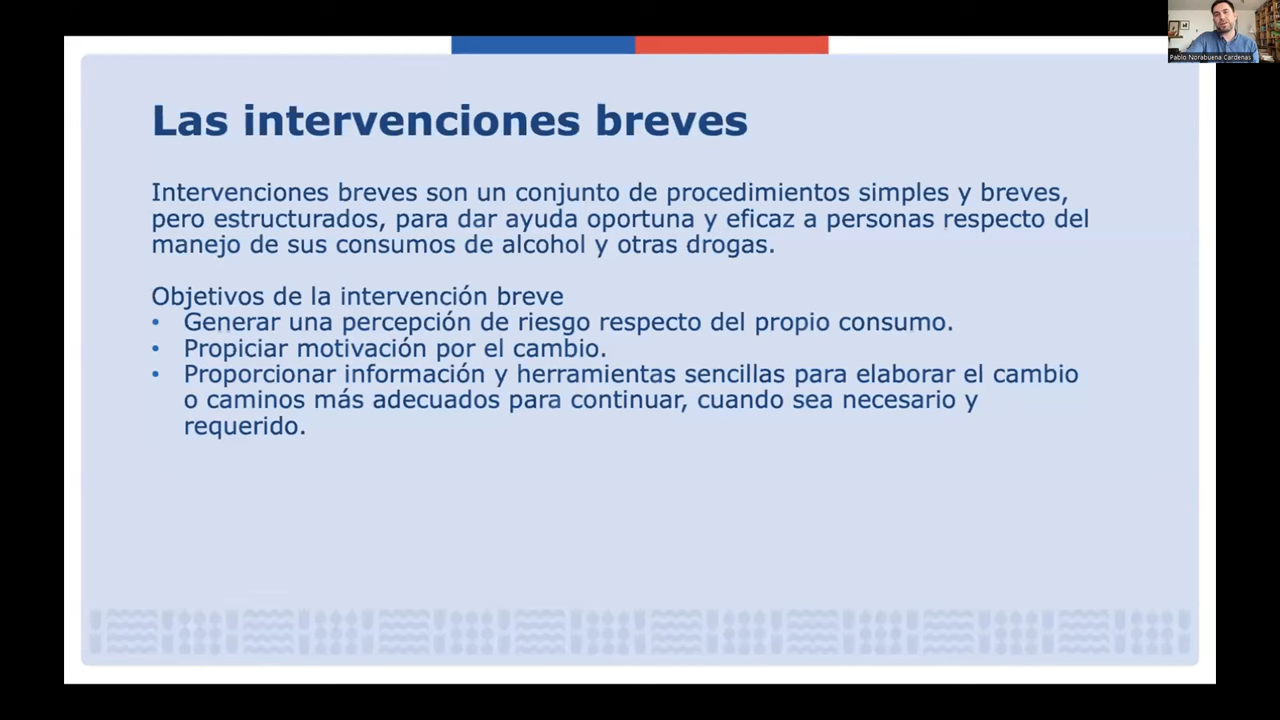 Pablo Norabuena Cardenas
Las intervenciones breves
Intervenciones breves son un conjunto de procedimientos simples y breves,
pero estructurados, para dar ayuda oportuna y eficaz a personas respecto del
manejo de sus consumos de alcohol y otras drogas.
Objetivos de la intervención breve
• Generar una percepción de riesgo respecto del propio consumo.
• Propiciar motivación por el cambio.
• Proporcionar información y herramientas sencillas para elaborar el cambio
o caminos más adecuados para continuar, cuando sea necesario y
requerido.